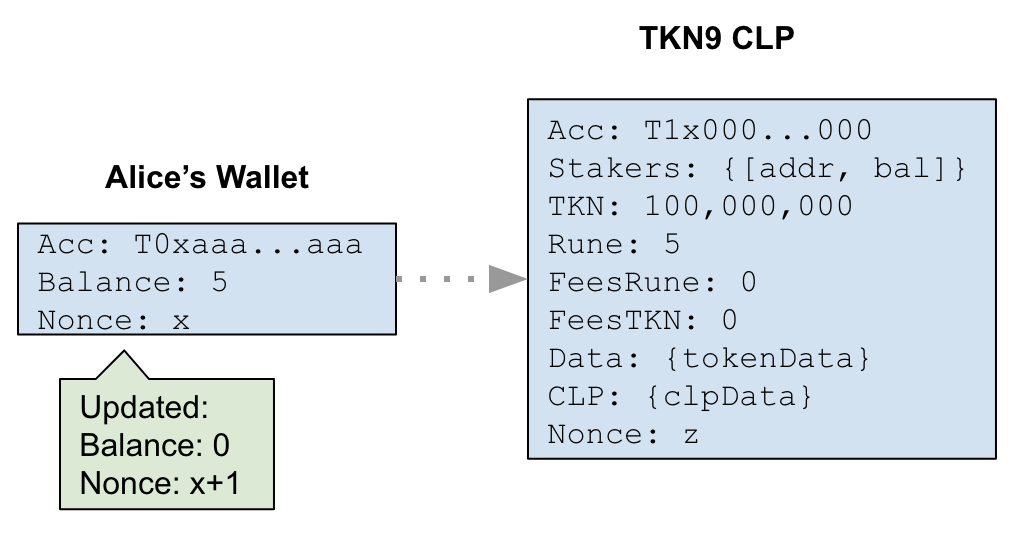 TKN9 CLP
Alice’s Wallet
Acc: T0xaaa...aaa
Balance: 5
Nonce: x
Updated:
Balance: 0
Nonce: x+1
Acc: T1x000...000
Stakers: {[addr, bal]}
TKN: 100,000,000
Rune: 5
FeesRune: 0
FeesTKN: 0
Data: {tokenData}
CLP: {clpData}
Nonce: z